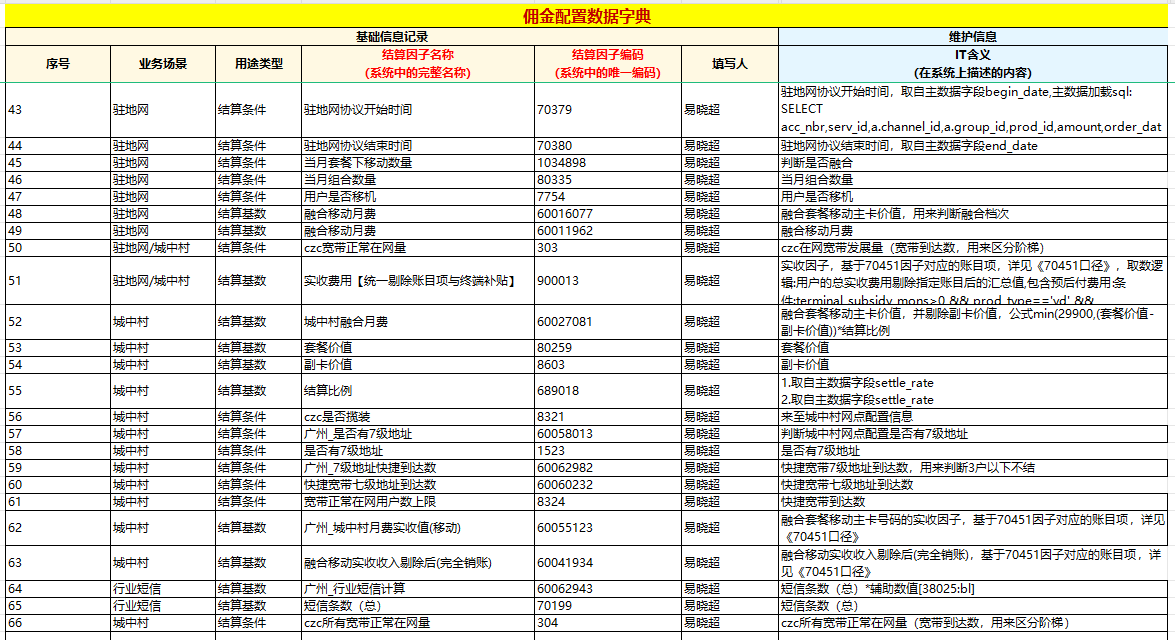 佣金配置数据字典
基础信息记录 维护信息
序号 业务场景 用途类型 结算因子名称 (系统中的完整名称) 结算因子编码 (系统中的唯一编码) 填写人 IT含义 (在系统上描述的内容)
43 驻地网 结算条件 驻地网协议开始时间 70379 易晓超 驻地网协议开始时间，取自主数据字段begin_date,主数据加载sql:
SELECT
acc_nbr,serv_id,a.channel_id,a.group_id,prod_id,amount,order_dat
44 驻地网 结算条件 驻地网协议结束时间 70380 易晓超 驻地网协议结束时间，取自主数据字段end_date
45 驻地网 结算条件 当月套餐下移动数量 1034898 易晓超 判断是否融合
46 驻地网 结算条件 当月组合数量 80335 易晓超 当月组合数量
47 驻地网 结算条件 用户是否移机 7754 易晓超 用户是否移机
48 驻地网 结算基数 融合移动月费 60016077 易晓超 融合套餐移动主卡价值，用来判断融合档次
49 驻地网 结算基数 融合移动月费 60011962 易晓超 融合移动月费
50 驻地网/城中村 结算条件 czc宽带正常在网量 303 易晓超 czc在网宽带发展量（宽带到达数，用来区分阶梯）
51 驻地网/城中村 结算基数 实收费用【统一剔除账目项与终端补贴】 900013 易晓超 实收因子，基于70451因子对应的账目项，详见《70451口径》，取数逻
辑:用户的总实收费用剔除指定账目后的汇总值,包含预后付费用:条
件:terminal_subsidy_mons>0 && prod_type=='yd' &&
52 城中村 结算基数 城中村融合月费 60027081 易晓超 融合套餐移动主卡价值，并剔除副卡价值，公式min(29900,(套餐价值-
副卡价值))*结算比例
53 城中村 结算基数 套餐价值 80259 易晓超 套餐价值
54 城中村 结算基数 副卡价值 8603 易晓超 副卡价值
55 城中村 结算基数 结算比例 689018 易晓超 1.取自主数据字段settle_rate
2.取自主数据字段settle_rate
56 城中村 结算条件 czc是否揽装 8321 易晓超 来至城中村网点配置信息
57 城中村 结算条件 广州_是否有7级地址 60058013 易晓超 判断城中村网点配置是否有7级地址
58 城中村 结算条件 是否有7级地址 1523 易晓超 是否有7级地址
59 城中村 结算条件 广州_7级地址快捷到达数 60062982 易晓超 快捷宽带7级地址到达数，用来判断3户以下不结
60 城中村 结算条件 快捷宽带七级地址到达数 60060232 易晓超 快捷宽带七级地址到达数
61 城中村 结算条件 宽带正常在网用户数上限 8324 易晓超 快捷宽带到达数
62 城中村 结算基数 广州_城中村月费实收值(移动) 60055123 易晓超 融合套餐移动主卡号码的实收因子，基于70451因子对应的账目项，详见
《70451口径》
63 城中村 结算基数 融合移动实收收入剔除后(完全销账) 60041934 易晓超 融合移动实收收入剔除后(完全销账)，基于70451因子对应的账目项，详
见《70451口径》
64 行业短信 结算基数 广州_行业短信计算 60062943 易晓超 短信条数（总）*辅助数值[38025:bl]
65 行业短信 结算基数 短信条数（总） 70199 易晓超 短信条数（总）
66 城中村 结算条件 czc所有宽带正常在网量 304 易晓超 czc所有宽带正常在网量（宽带到达数，用来区分阶梯）